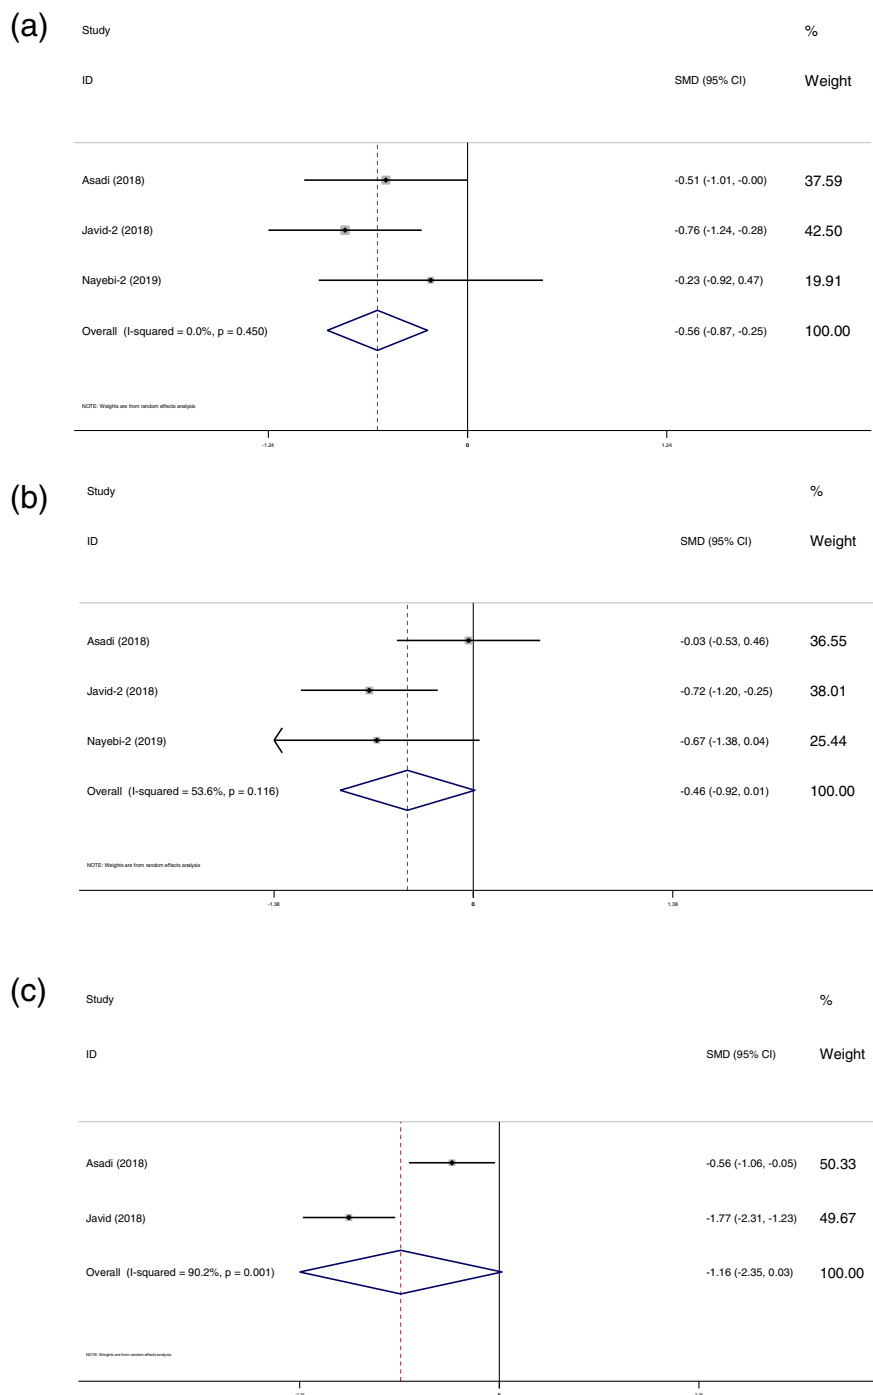 (a)
Study %
ID SMD (95% CI) Weight
Asadi (2018) -0.51 (-1.01, -0.00) 37.59
Javid-2 (2018) -0.76 (-1.24, -0.28) 42.50
Nayebi-2 (2019) -0.23 (-0.92, 0.47) 19.91
Overall (I-squared = 0.0%, p = 0.450) -0.56 (-0.87, -0.25) 100.00
NOTE: Weights are from random effects analysis
-1.24 0 1.24
(b)
Study %
ID SMD (95% CI) Weight
Asadi (2018) -0.03 (-0.53, 0.46) 36.55
Javid-2 (2018) -0.72 (-1.20, -0.25) 38.01
Nayebi-2 (2019) -0.67 (-1.38, 0.04) 25.44
Overall (I-squared = 53.6%, p = 0.116) -0.46 (-0.92, 0.01) 100.00
NOTE: Weights are from random effects analysis
-1.38 0 1.38
(c)
Study %
ID SMD (95% CI) Weight
Asadi (2018) -0.56 (-1.06, -0.05) 50.33
Javid (2018) -1.77 (-2.31, -1.23) 49.67
Overall (I-squared = 90.2%, p = 0.001) -1.16 (-2.35, 0.03) 100.00
NOTE: Weights are from random effects analysis